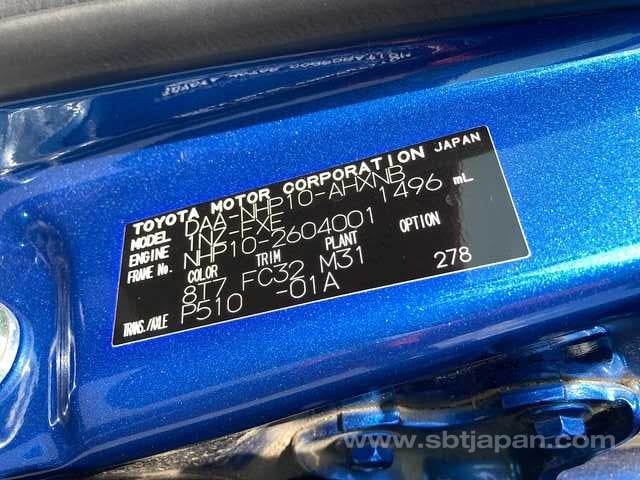 TOYOTA MOTOR CORPORATION JAPAN
MODEL DAA-NHP10-AHXNB
ENGINE 1NZ-FXE 1496 mL
FRAME No. NHP10-2604001
COLOR TRIM PLANT OPTION
8T7 FC32 M31
TRANS./AXLE P510 -01A 278
www.sbtjapan.com